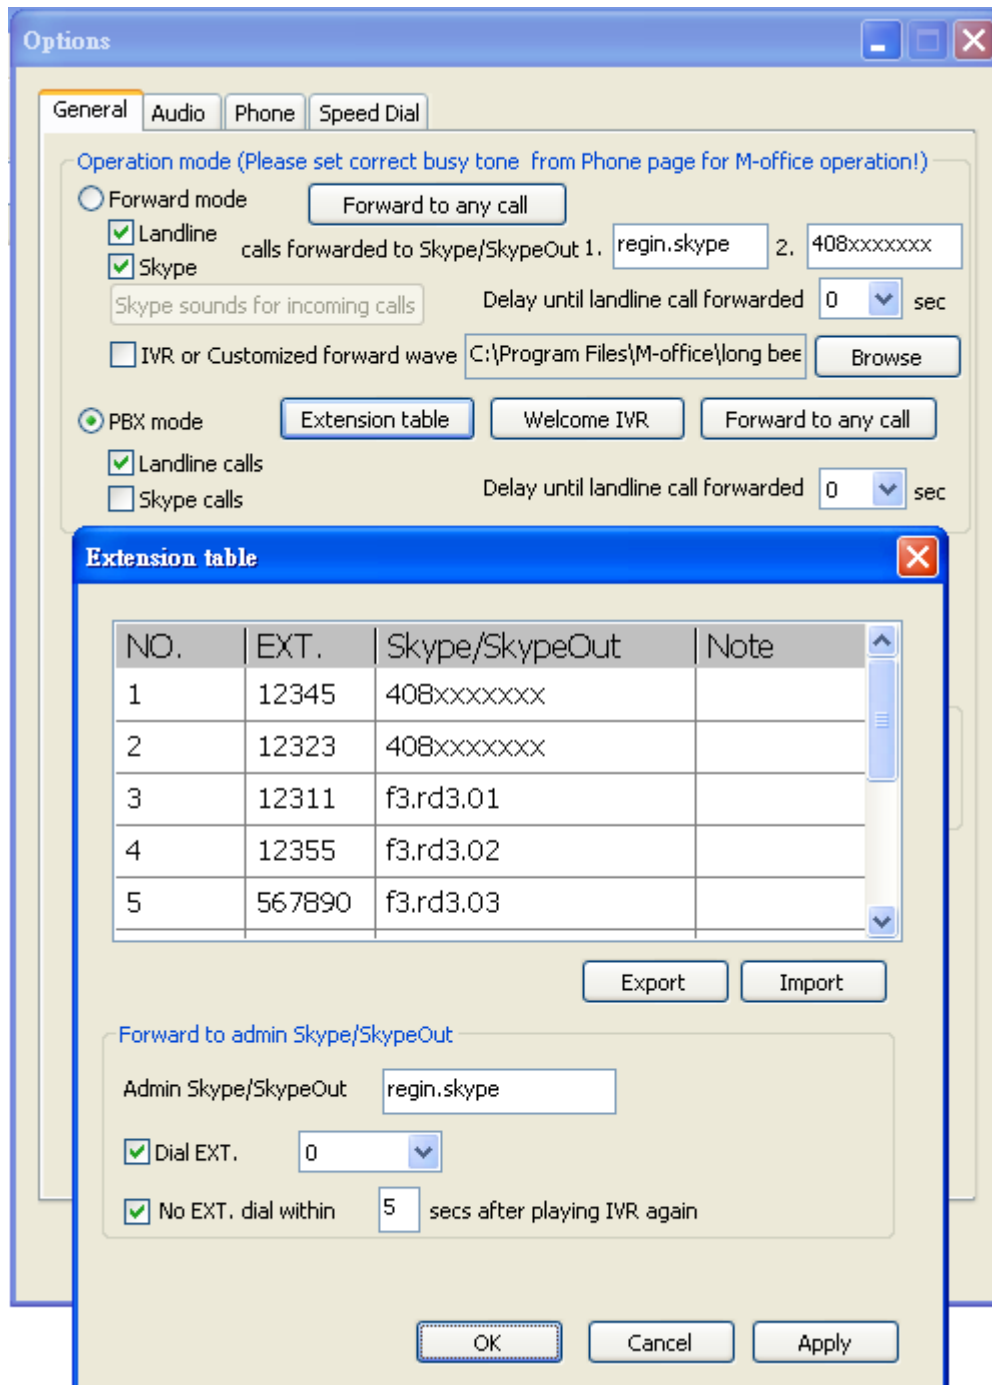 Options
General Audio Phone Speed Dial
Operation mode (Please set correct busy tone from Phone page for M-office operation!)
Forward mode Forward to any call
Landline
calls forwarded to Skype/SkypeOut 1. regin.skype 2. 408xxxxxxx
Skype
Skype sounds for incoming calls Delay until landline call forwarded 0 sec
IVR or Customized forward wave C:\Program Files\M-office\long bee Browse
PBX mode Extension table Welcome IVR Forward to any call
Landline calls
Skype calls Delay until landline call forwarded 0 sec
Extension table
NO. EXT. Skype/SkypeOut Note
1 12345 408xxxxxxx
2 12323 408xxxxxxx
3 12311 f3.rd3.01
4 12355 f3.rd3.02
5 567890 f3.rd3.03
Export Import
Forward to admin Skype/SkypeOut
Admin Skype/SkypeOut regin.skype
Dial EXT. 0
No EXT. dial within 5 secs after playing IVR again
OK Cancel Apply